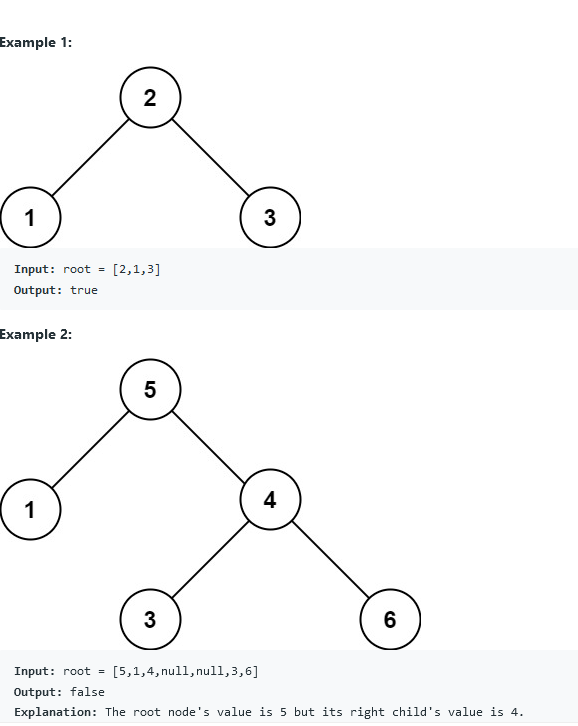 Example 1:
2
1 3
Input: root = [2,1,3]
Output: true
Example 2:
5
1 4
3 6
Input: root = [5,1,4,null,null,3,6]
Output: false
Explanation: The root node's value is 5 but its right child's value is 4.